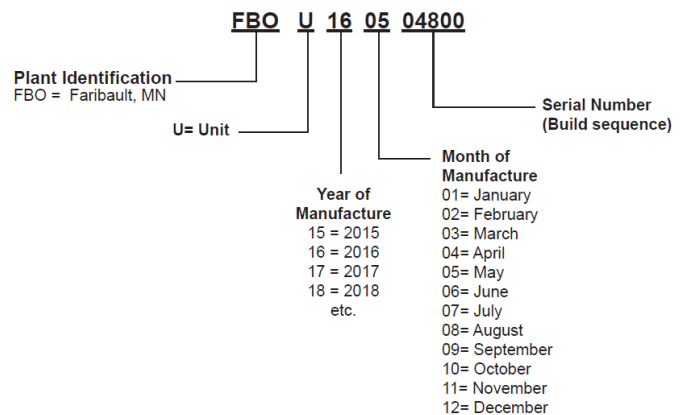 FBO U 16 05 04800
Plant Identification
FBO = Faribault, MN
U= Unit
Serial Number
(Build sequence)
Year of
Manufacture
15 = 2015
16 = 2016
17 = 2017
18 = 2018
etc.
Month of
Manufacture
01= January
02= February
03= March
04= April
05= May
06= June
07= July
08= August
09= September
10= October
11= November
12= December